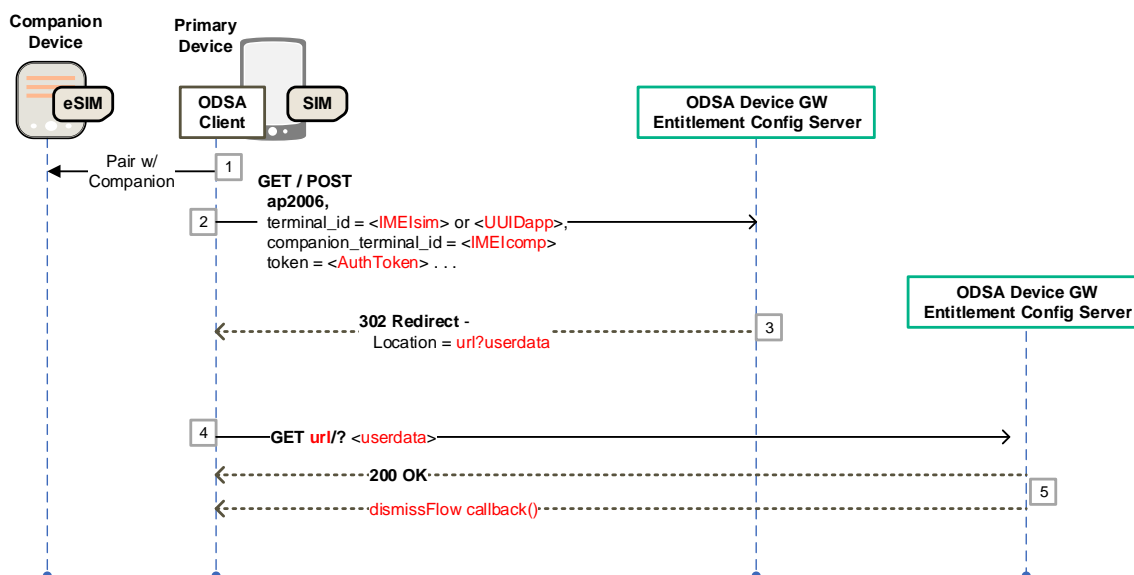 Companion
Device
Primary
Device
eSIM
ODSA
Client
SIM
ODSA Device GW
Entitlement Config Server
Pair w/
Companion
1
GET / POST
ap2006,
2
terminal_id = <IMEIsim> or <UUIDapp>,
companion_terminal_id = <IMEIcomp>
token = <AuthToken> . . .
ODSA Device GW
Entitlement Config Server
302 Redirect -
Location = url?userdata
3
4
GET url/? <userdata>
200 OK
5
dismissFlow callback()